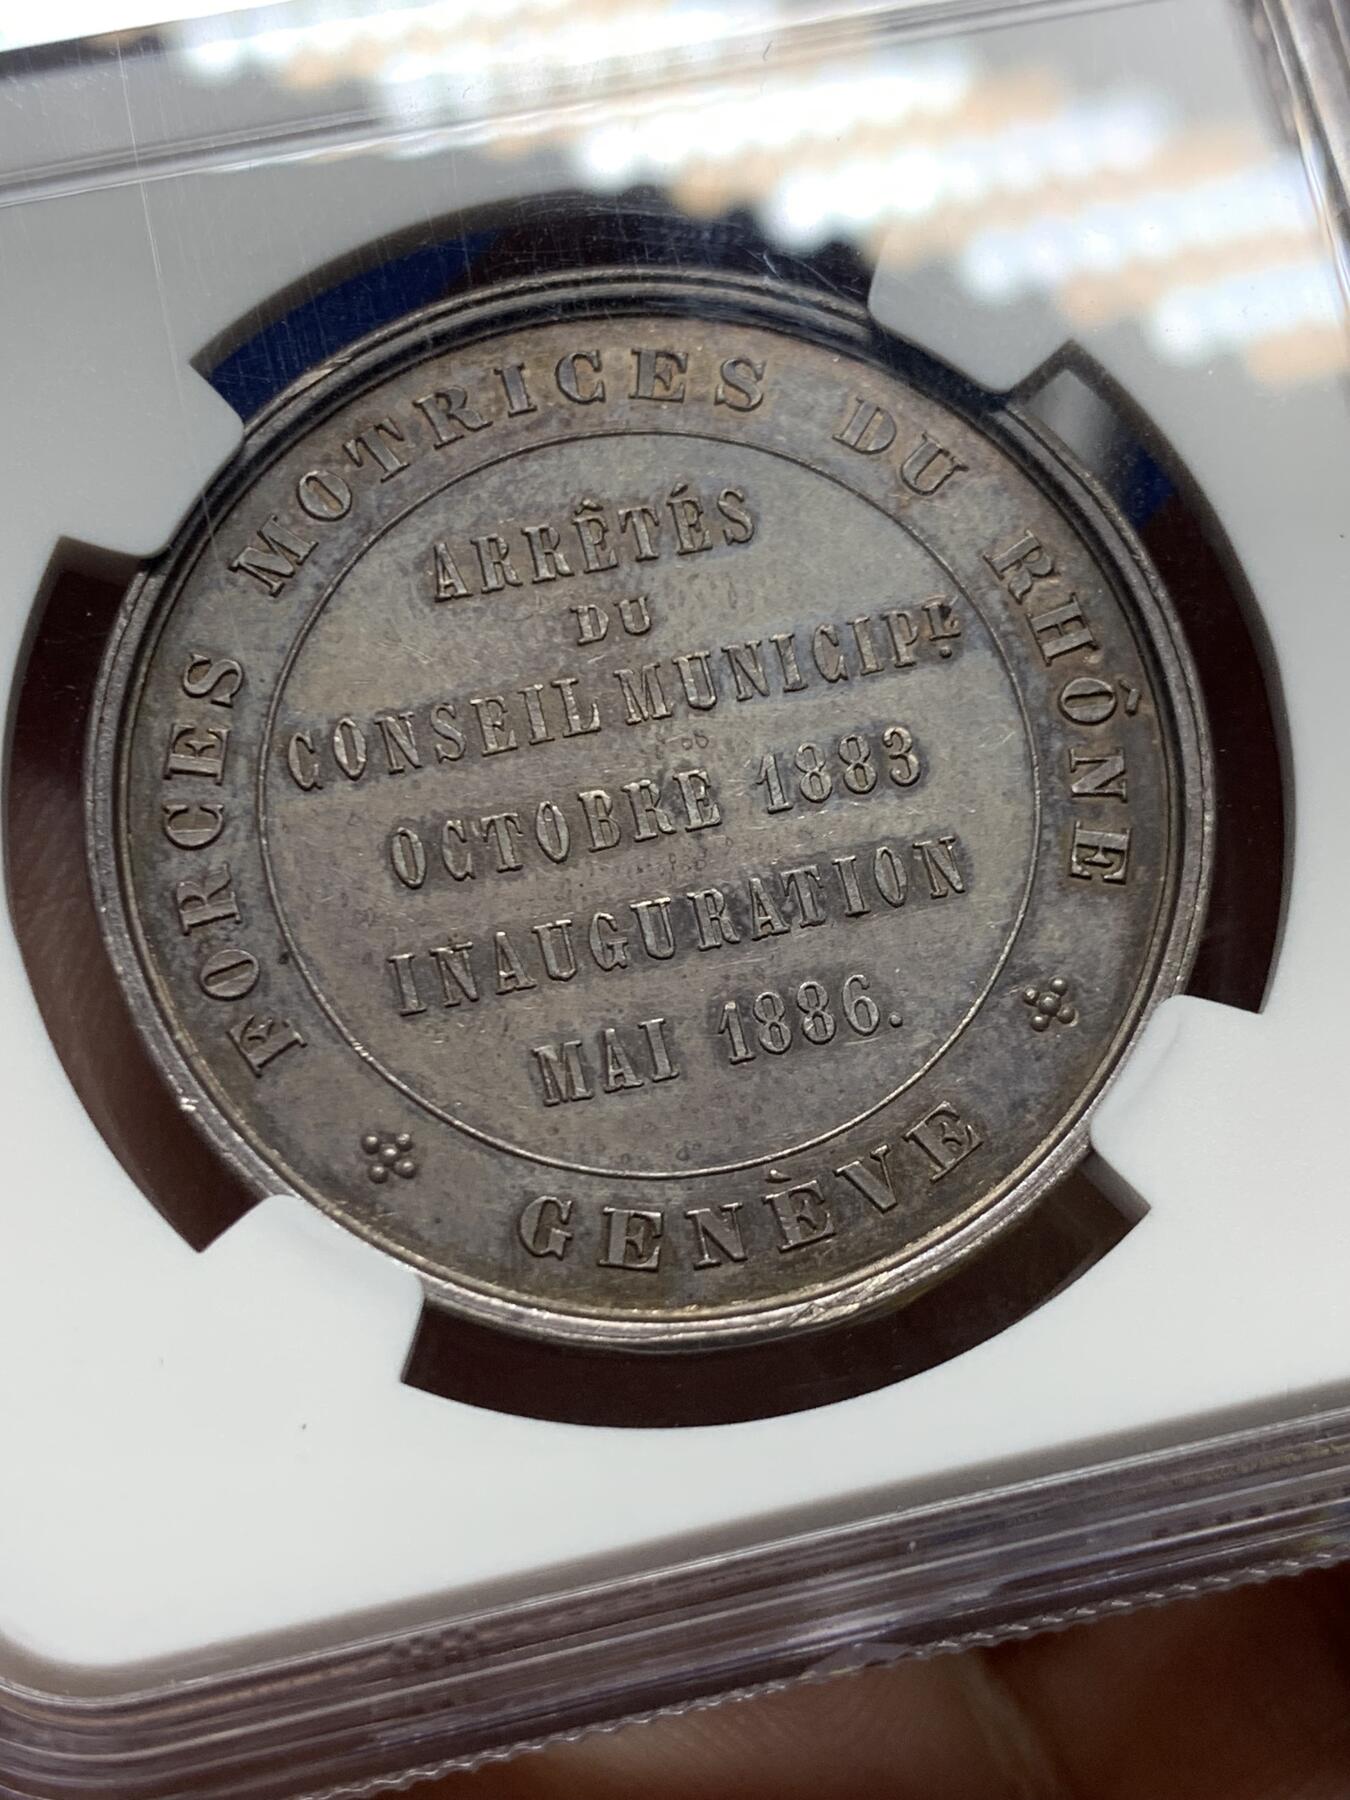 FORCES MOTRICES DU RHÔNE
ARRÊTÉS
DU
CONSEIL MUNICIPL.
OCTOBRE 1883
INAUGURATION
MAI 1886.
GENÈVE